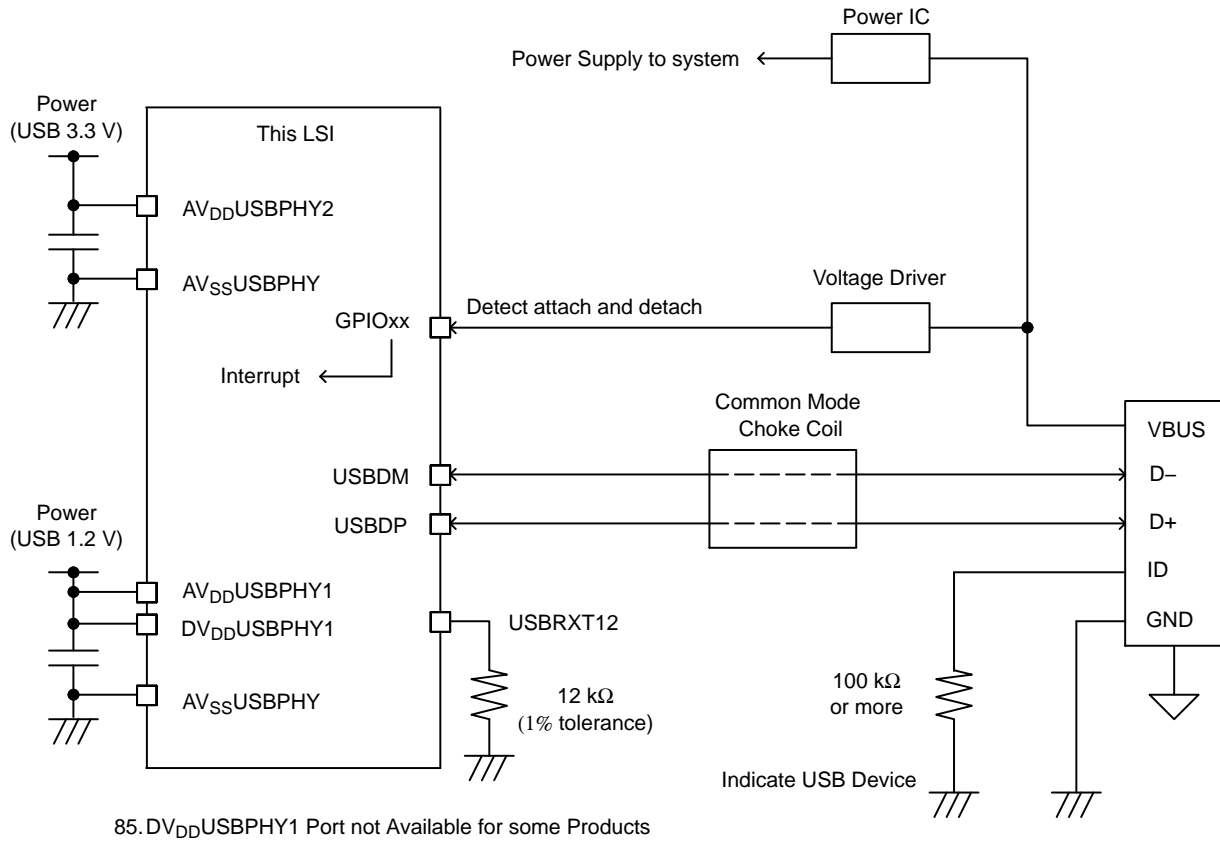 Power IC
Power Supply to system
Power
(USB 3.3 V)
This LSI
AVDDUSBPHY2
AVSSUSBPHY
GPIOxx
Interrupt
Detect attach and detach
Voltage Driver
Common Mode
Choke Coil
VBUS
D−
D+
ID
GND
USBDM
USBDP
Power
(USB 1.2 V)
AVDDUSBPHY1
DVDDUSBPHY1
AVSSUSBPHY
USBRXT12
12 kΩ
(1% tolerance)
100 kΩ
or more
Indicate USB Device
85.DVDDUSBPHY1 Port not Available for some Products